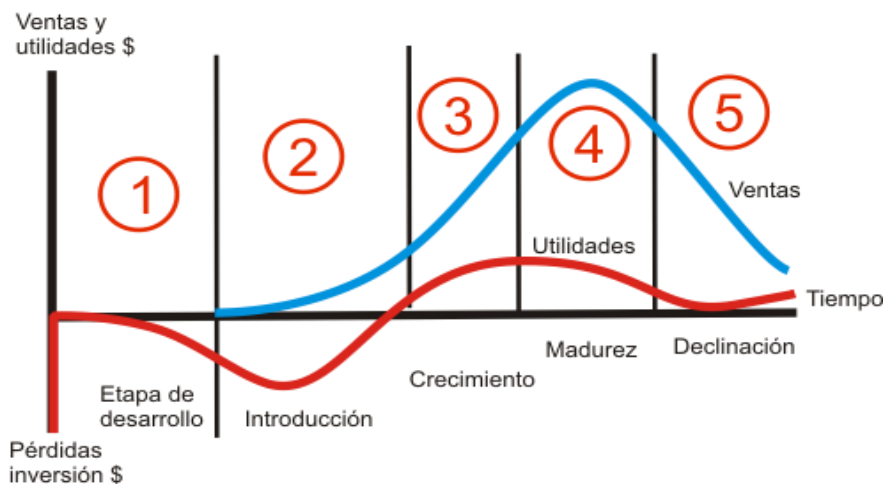 Ventas y
utilidades $
1
2
3
4
5
Ventas
Utilidades
Tiempo
Etapa de
desarrollo
Introducción
Crecimiento
Madurez
Declinación
Pérdidas
inversión $